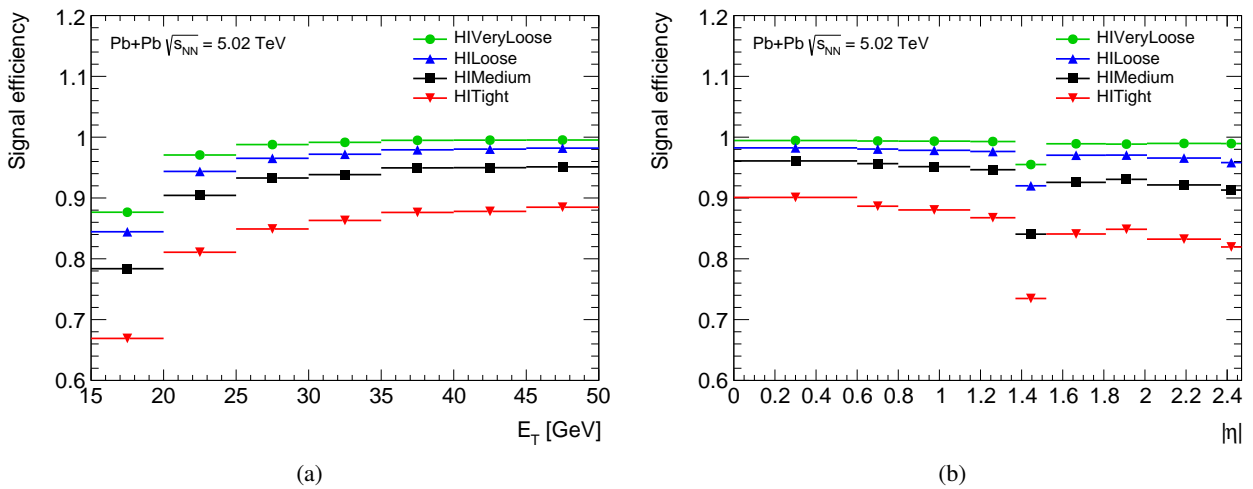 Signal efficiency
1.2
1.1
1
0.9
0.8
0.7
0.6
Pb+Pb √s_NN = 5.02 TeV
HIVeryLoose
HILoose
HIMedium
HITight
15 20 25 30 35 40 45 50
E_T [GeV]
(a)
Signal efficiency
1.2
1.1
1
0.9
0.8
0.7
0.6
Pb+Pb √s_NN = 5.02 TeV
HIVeryLoose
HILoose
HIMedium
HITight
0 0.2 0.4 0.6 0.8 1 1.2 1.4 1.6 1.8 2 2.2 2.4
|η|
(b)